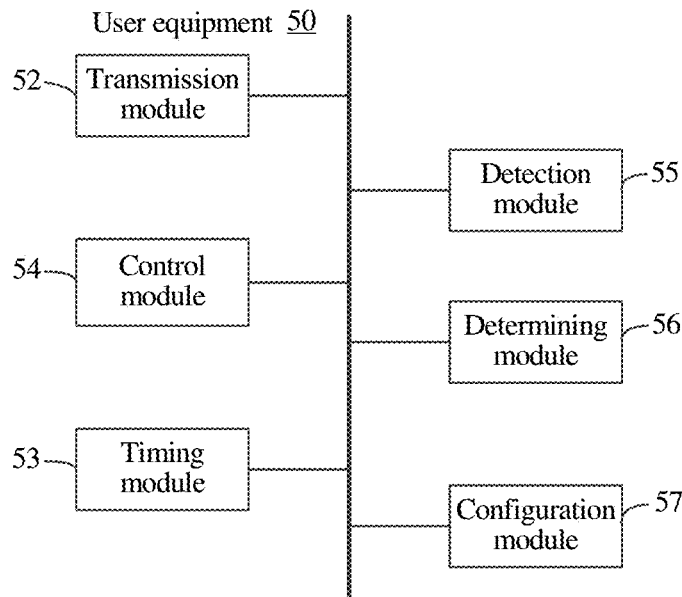 User equipment 50
52
Transmission
module
Detection
module
55
54
Control
module
Determining
module
56
53
Timing
module
Configuration
module
57